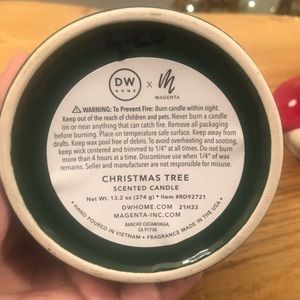 DW
HOME
x
M
MAGENTA
⚠ WARNING: To Prevent Fire: Burn candle within sight.
Keep out of the reach of children and pets. Never burn a candle
on or near anything that can catch fire. Remove all packaging
before burning. Place on temperature safe surface. Keep away from
drafts. Keep wax pool free of debris. To avoid overheating and sooting,
keep wick centered and trimmed to 1/4" at all times. Do not burn
more than 4 hours at a time. Discontinue use when 1/4" of wax
remains. Seller and manufacturer are not responsible for misuse.
CHRISTMAS TREE
SCENTED CANDLE
Net Wt. 13.2 oz (374 g) • Item #RD92721
DWHOME.COM 21H33
MAGENTA-INC.COM
RANCHO CUCAMONGA,
CA 91730
• HAND POURED IN VIETNAM • FRAGRANCE MADE IN THE USA •